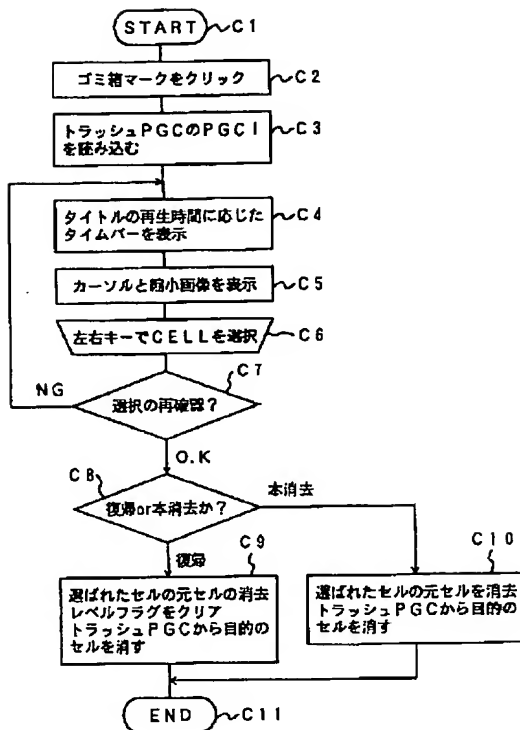 START
C1
ゴミ箱マークをクリック
C2
トラッシュPGCのPGCI
を読み込む
C3
タイトルの再生時間に応じた
タイムバーを表示
C4
カーソルと縮小画像を表示
C5
左右キーでCELLを選択
C6
C7
NG
選択の再確認?
O.K
C8
復帰or本消去か?
本消去
復帰
C9
選ばれたセルの元セルの消去
レベルフラグをクリア
トラッシュPGCから目的の
セルを消す
C10
選ばれたセルの元セルを消去
トラッシュPGCから目的の
セルを消す
END
C11